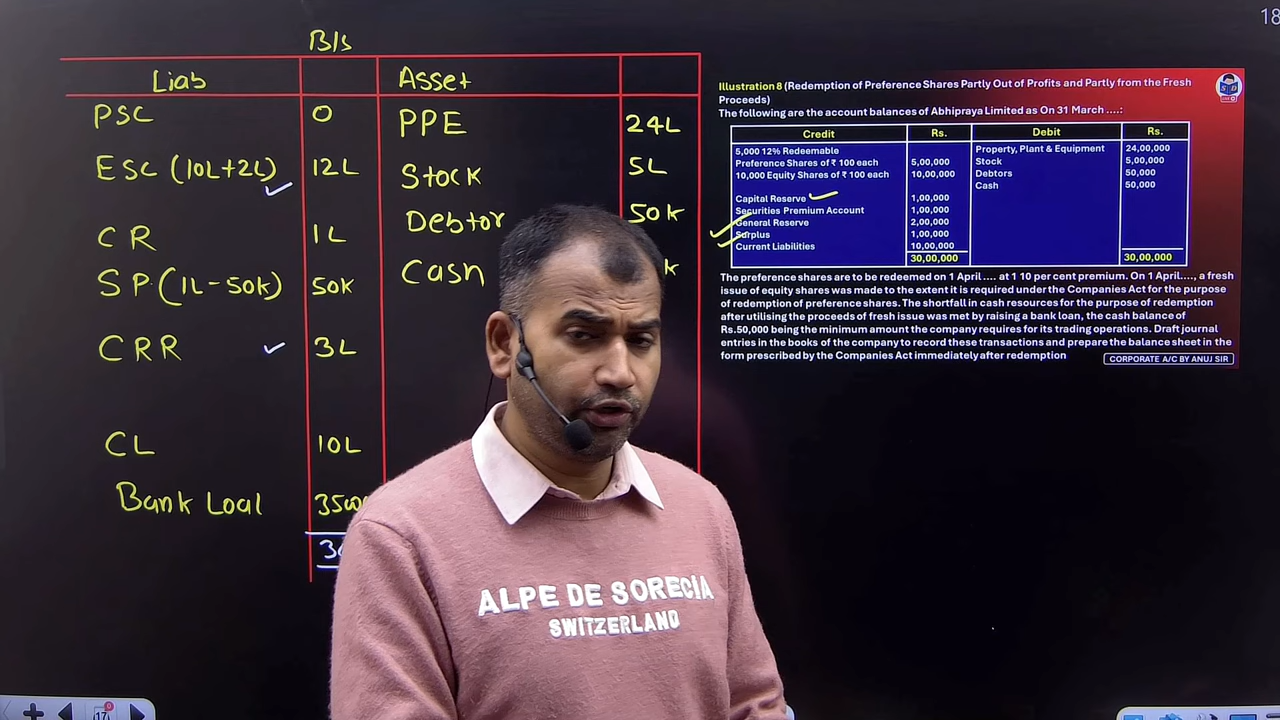 18
B/s
Liab Asset
PSC 0 PPE 24L
ESC (10L+2L) 12L Stock 5L
CR 1L Debtor 50k
SP (1L-50k) 50k Cash k
CRR 3L
CL 10L
Bank Loal
Illustration 8 (Redemption of Preference Shares Partly Out of Profits and Partly from the Fresh
Proceeds)
The following are the account balances of Abhipraya Limited as On 31 March ....:
Credit Rs. Debit Rs.
5,000 12% Redeemable Property, Plant & Equipment 24,00,000
Preference Shares of ₹ 100 each 5,00,000 Stock 5,00,000
10,000 Equity Shares of ₹ 100 each 10,00,000 Debtors 50,000
Cash 50,000
Capital Reserve 1,00,000
Securities Premium Account 1,00,000
General Reserve 2,00,000
Surplus 1,00,000
Current Liabilities 10,00,000
30,00,000 30,00,000
The preference shares are to be redeemed on 1 April .... at 1 10 per cent premium. On 1 April...., a fresh
issue of equity shares was made to the extent it is required under the Companies Act for the purpose
of redemption of preference shares. The shortfall in cash resources for the purpose of redemption
after utilising the proceeds of fresh issue was met by raising a bank loan, the cash balance of
Rs.50,000 being the minimum amount the company requires for its trading operations. Draft journal
entries in the books of the company to record these transactions and prepare the balance sheet in the
form prescribed by the Companies Act immediately after redemption
CORPORATE A/C BY ANUJ SIR
ALPE DE SORECIA
SWITZERLAND